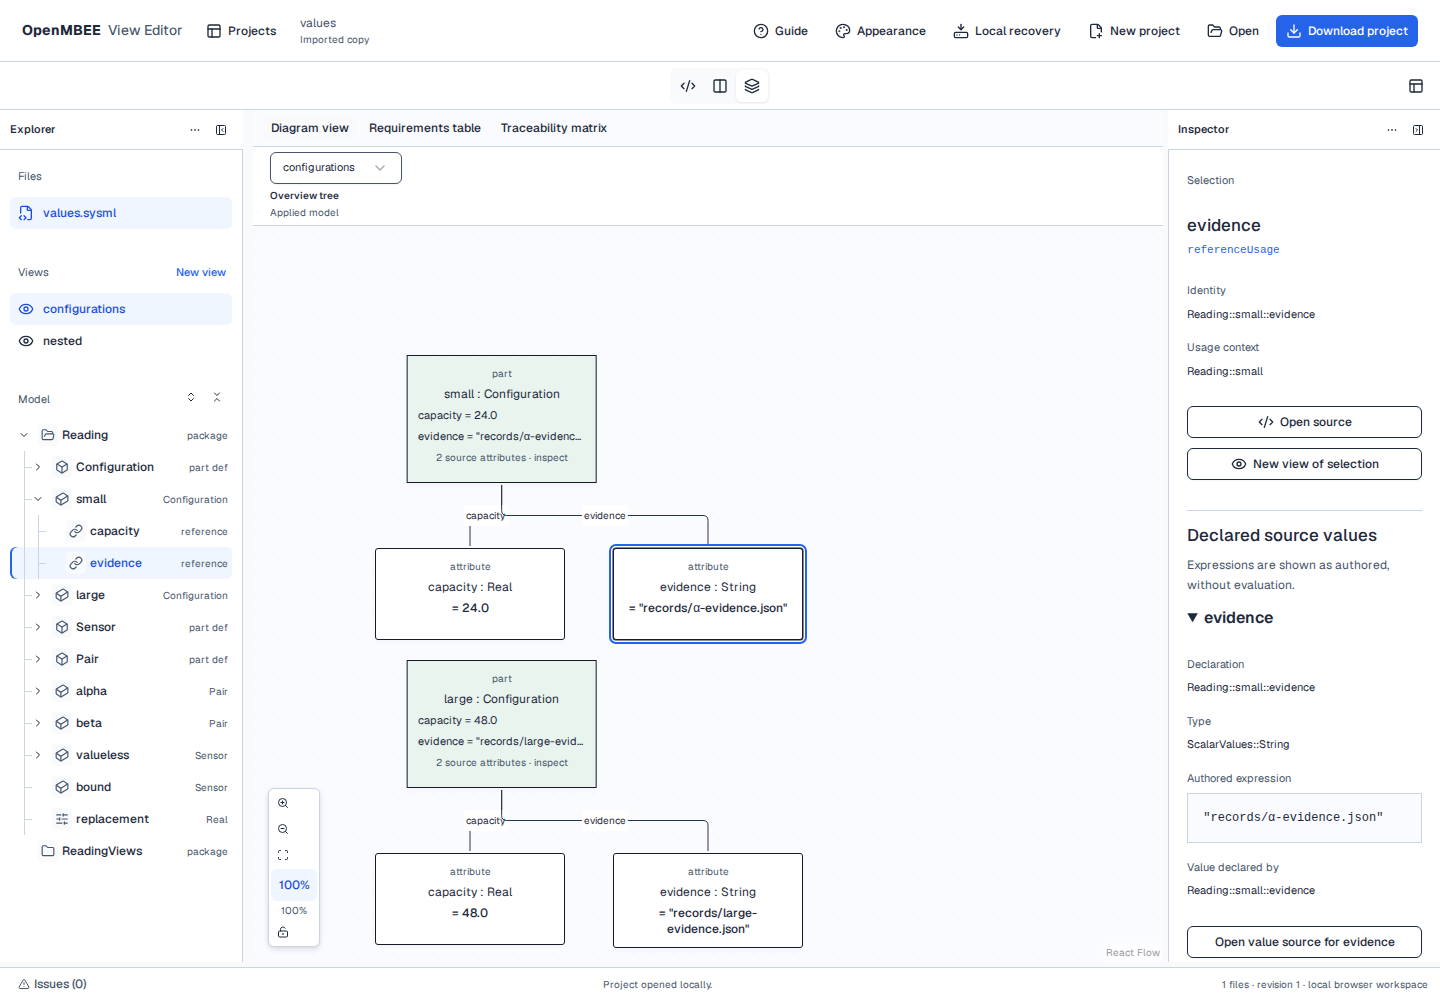 OpenMBEE View Editor
Projects
values
Imported copy
Guide
Appearance
Local recovery
New project
Open
Download project
Explorer
Files
values.sysml
Views
New view
configurations
nested
Model
Reading package
Configuration part def
small Configuration
capacity reference
evidence reference
large Configuration
Sensor part def
Pair part def
alpha Pair
beta Pair
valueless Sensor
bound Sensor
replacement Real
ReadingViews package
Diagram view
Requirements table
Traceability matrix
configurations
Overview tree
Applied model
part
small : Configuration
capacity = 24.0
evidence = "records/α-evidenc...
2 source attributes · inspect
capacity
evidence
attribute
capacity : Real
= 24.0
attribute
evidence : String
= "records/α-evidence.json"
part
large : Configuration
capacity = 48.0
evidence = "records/large-evid...
2 source attributes · inspect
capacity
evidence
attribute
capacity : Real
= 48.0
attribute
evidence : String
= "records/large-
evidence.json"
100%
100%
React Flow
Inspector
Selection
evidence
referenceUsage
Identity
Reading::small::evidence
Usage context
Reading::small
Open source
New view of selection
Declared source values
Expressions are shown as authored,
without evaluation.
evidence
Declaration
Reading::small::evidence
Type
ScalarValues::String
Authored expression
"records/α-evidence.json"
Value declared by
Reading::small::evidence
Open value source for evidence
Issues (0)
Project opened locally.
1 files · revision 1 · local browser workspace